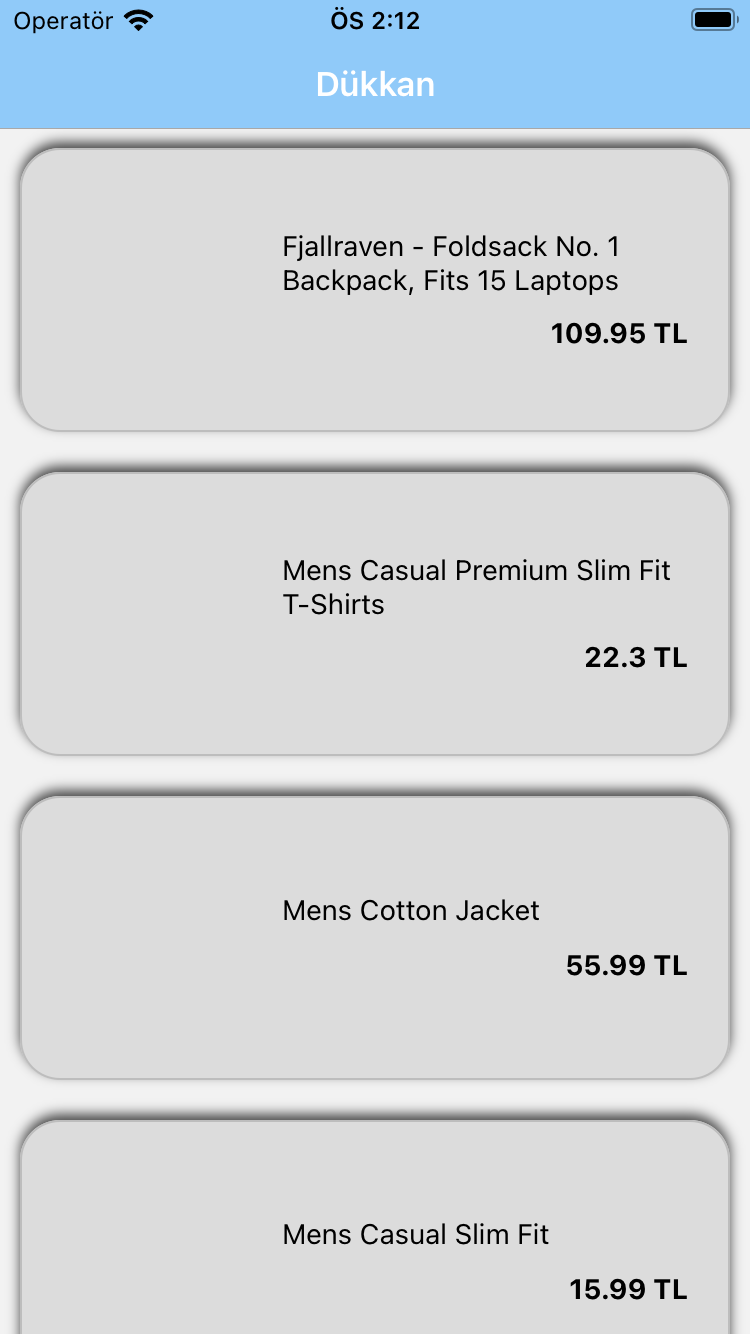 Operatör ÖS 2:12
Dükkan
Fjallraven - Foldsack No. 1
Backpack, Fits 15 Laptops
109.95 TL
Mens Casual Premium Slim Fit
T-Shirts
22.3 TL
Mens Cotton Jacket
55.99 TL
Mens Casual Slim Fit
15.99 TL